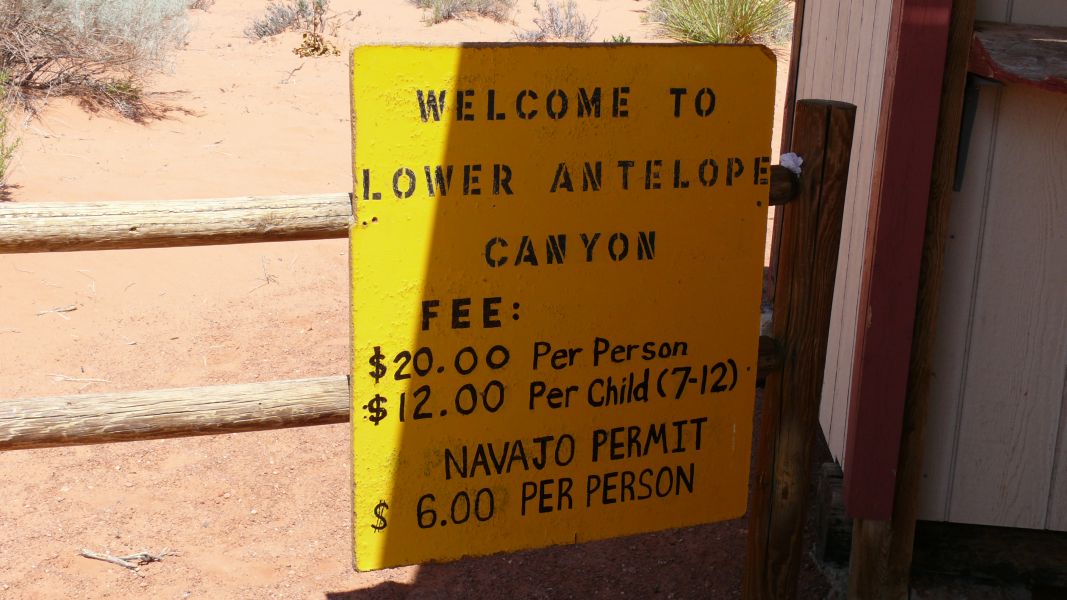 WELCOME TO
LOWER ANTELOPE
CANYON
FEE:
$20.00 Per Person
$12.00 Per Child (7-12)
NAVAJO PERMIT
$ 6.00 PER PERSON